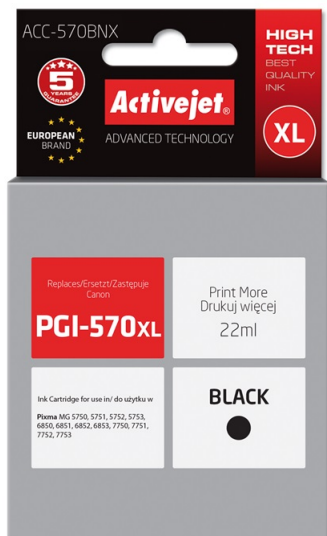 ACC-570BNX
HIGH
TECH
BEST
QUALITY
INK
5
YEARS
GUARANTEE
Activejet®
EUROPEAN
BRAND
ADVANCED TECHNOLOGY
XL
Replaces/Ersetzt/Zastępuje
Canon
PGI-570XL
Print More
Drukuj więcej
22ml
Ink Cartridge for use in/ do użytku w
Pixma MG 5750, 5751, 5752, 5753,
6850, 6851, 6852, 6853, 7750, 7751,
7752, 7753
BLACK